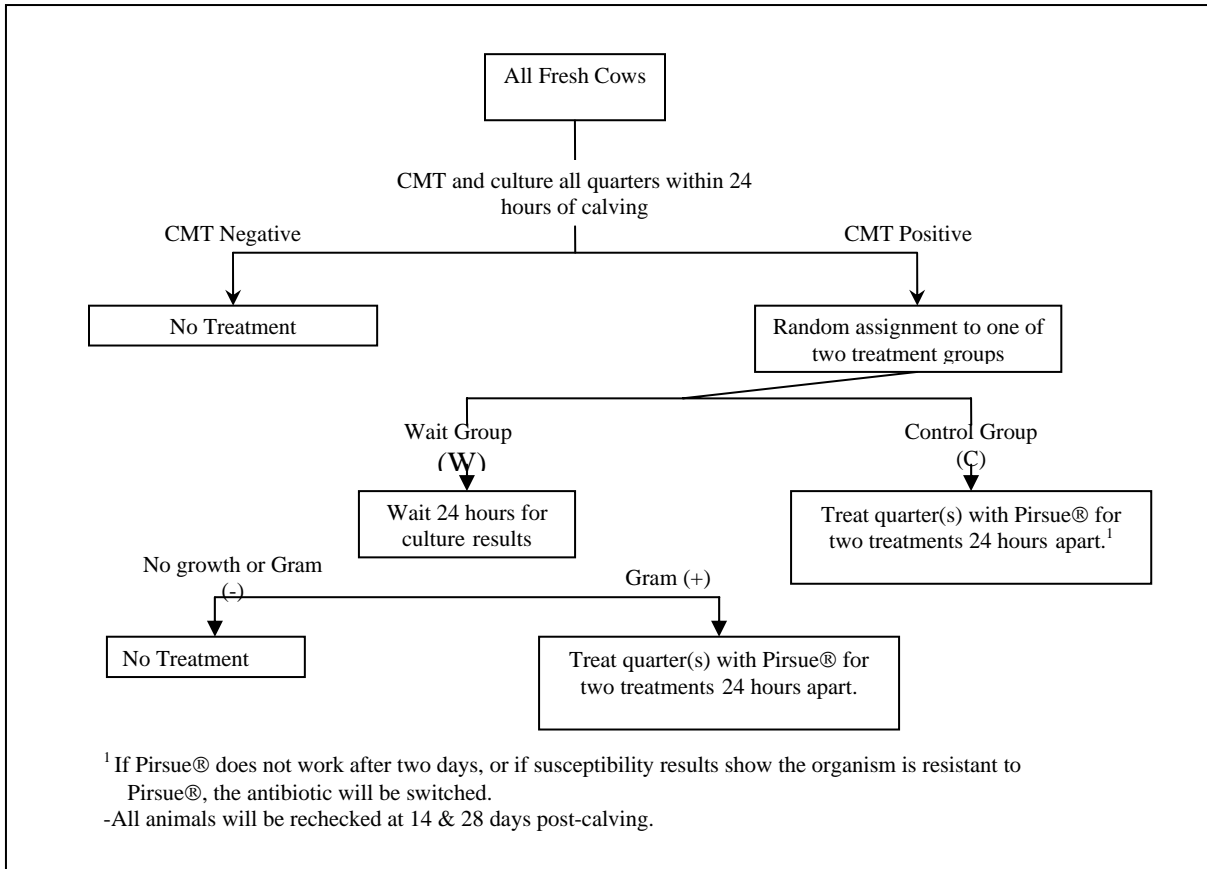 All Fresh Cows
CMT and culture all quarters within 24
hours of calving
CMT Negative
CMT Positive
No Treatment
Random assignment to one of
two treatment groups
Wait Group
(W)
Control Group
(C)
Wait 24 hours for
culture results
Treat quarter(s) with Pirsue® for
two treatments 24 hours apart.¹
No growth or Gram
(-)
Gram (+)
No Treatment
Treat quarter(s) with Pirsue® for
two treatments 24 hours apart.
¹ If Pirsue® does not work after two days, or if susceptibility results show the organism is resistant to
Pirsue®, the antibiotic will be switched.
-All animals will be rechecked at 14 & 28 days post-calving.